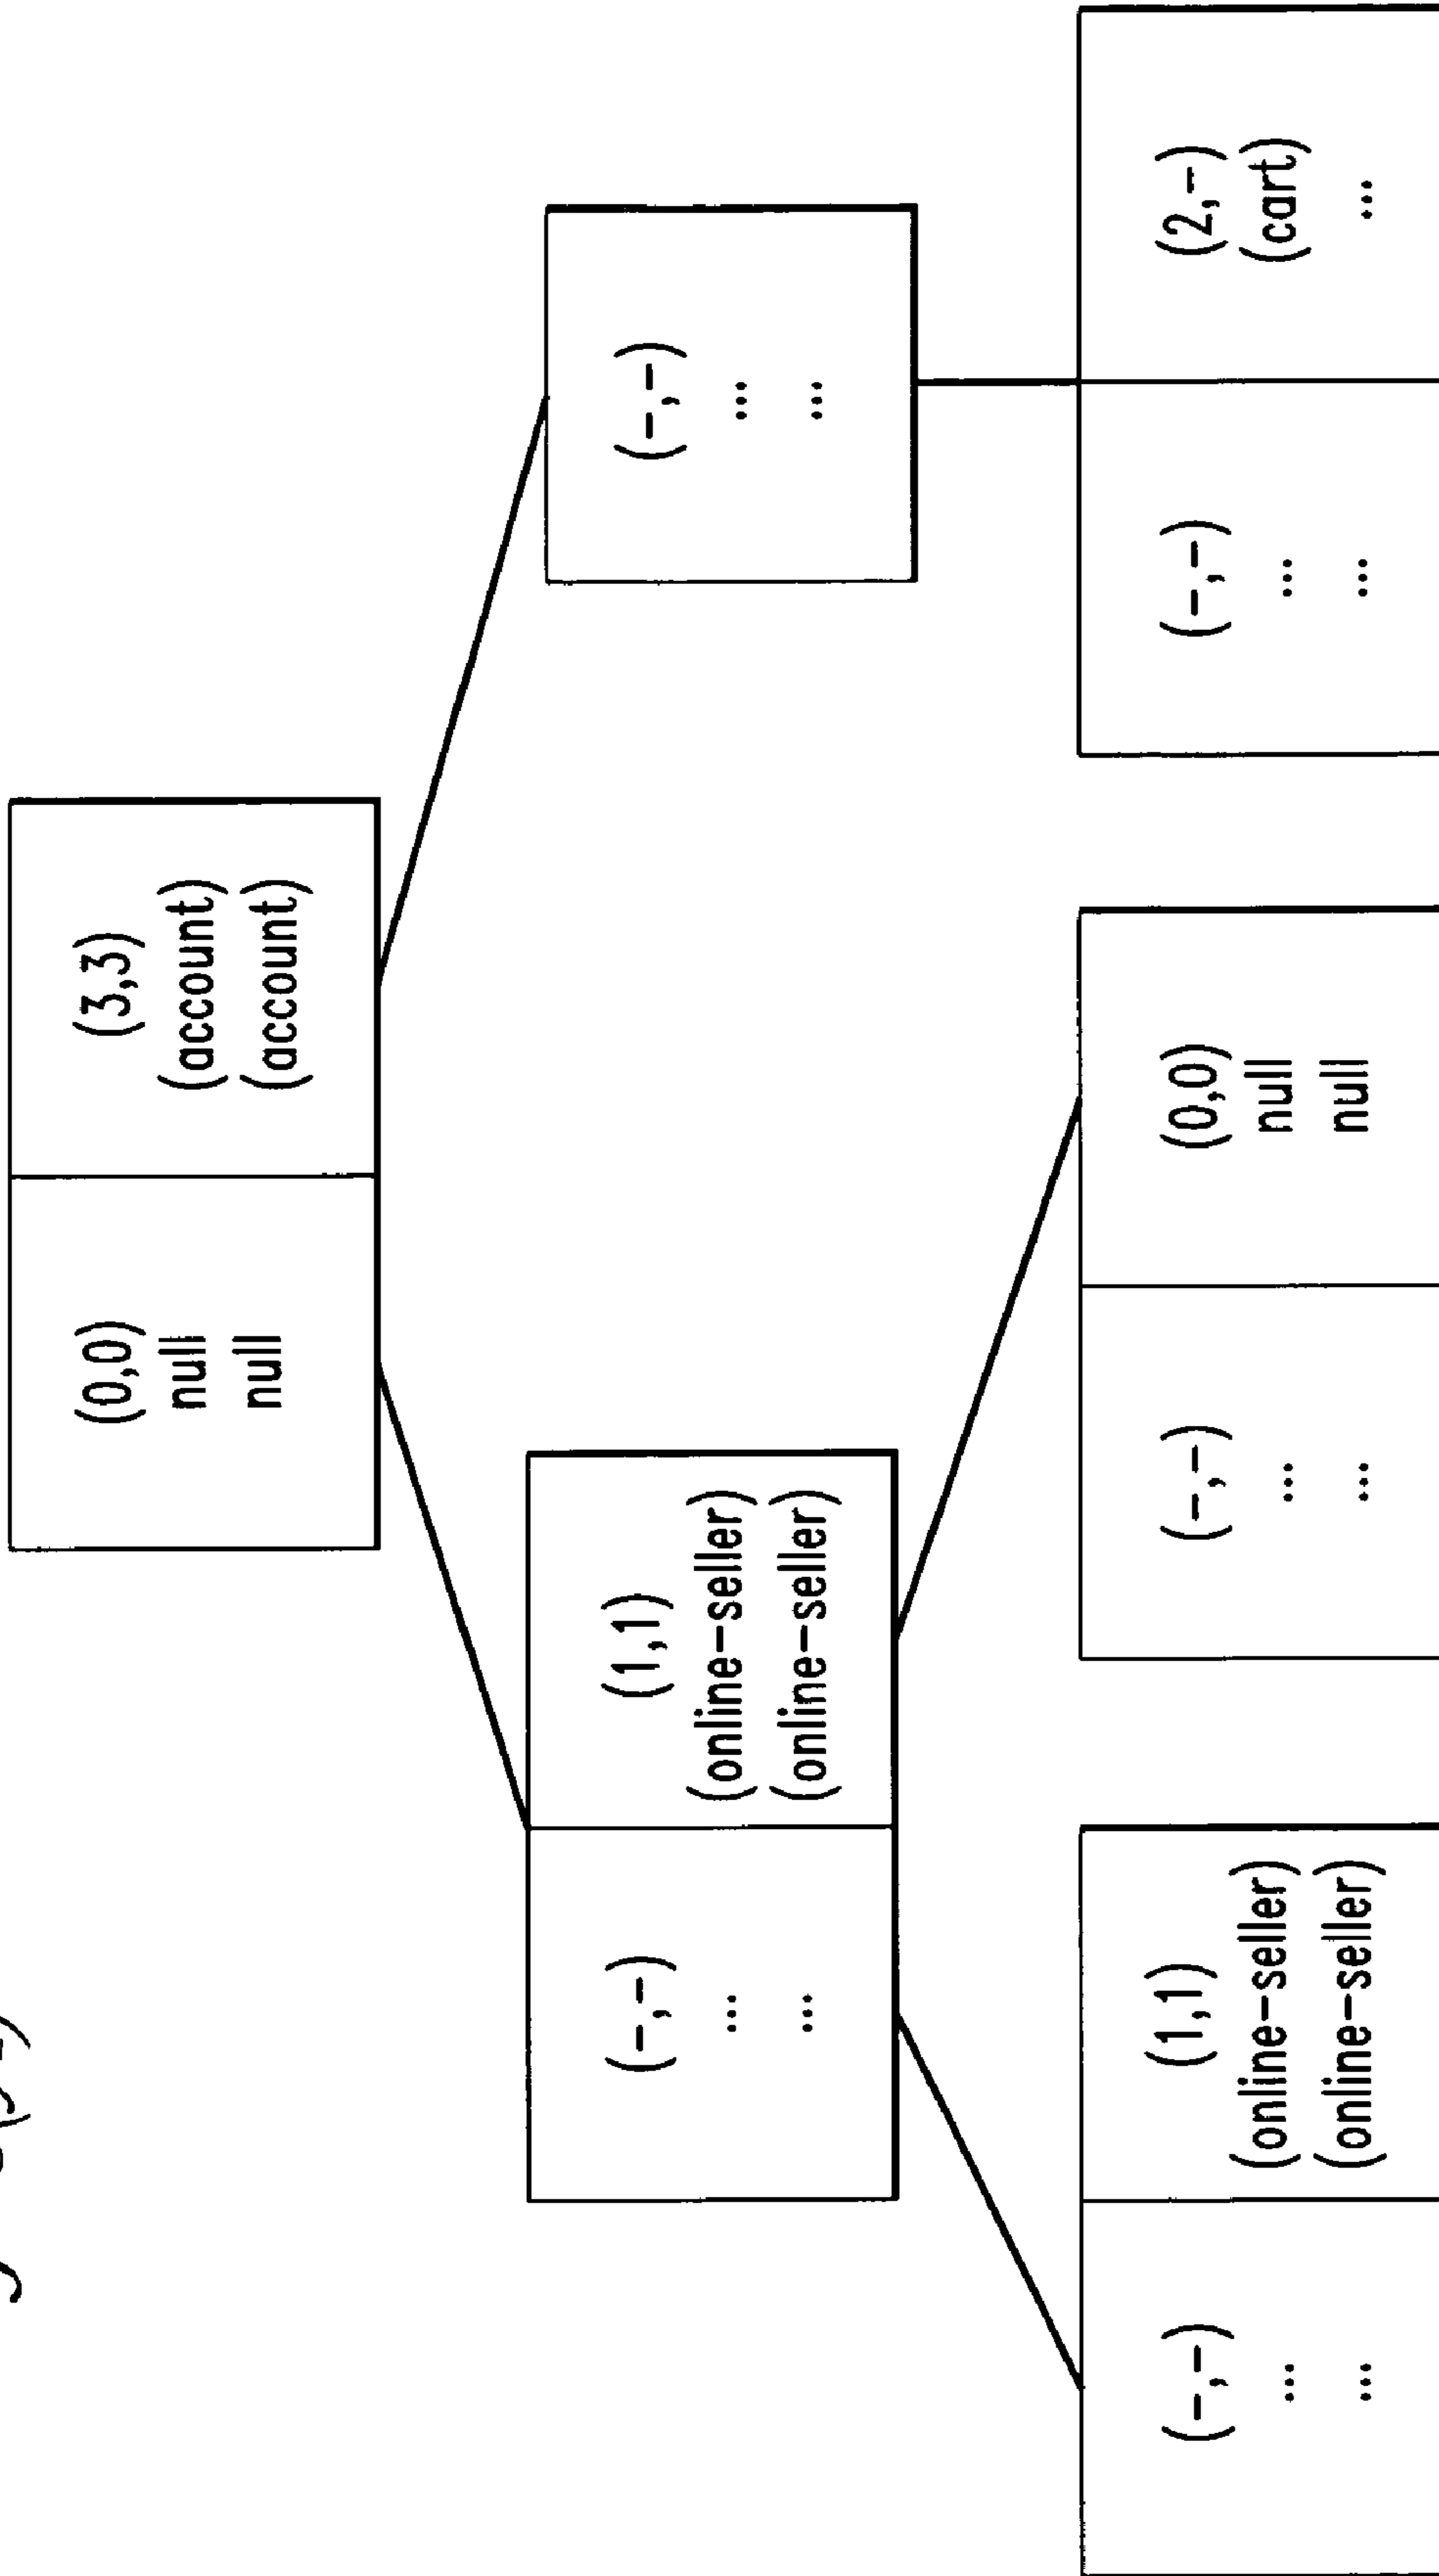 (0,0)
null
null
(3,3)
(account)
(account)
(-,-)
...
...
(1,1)
(online-seller)
(online-seller)
(-,-)
...
...
(-,-)
...
...
(1,1)
(online-seller)
(online-seller)
(-,-)
...
...
(0,0)
null
null
(-,-)
...
...
(2,-)
(cart)
...